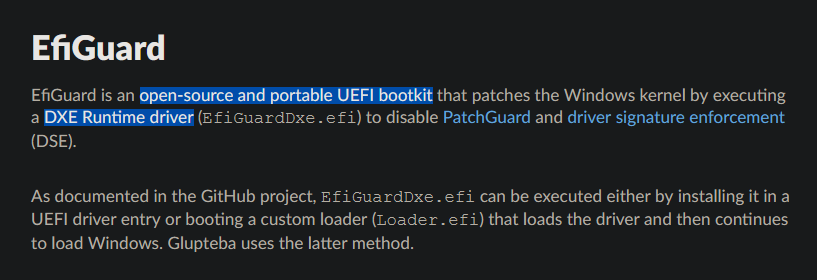 EfiGuard
EfiGuard is an open-source and portable UEFI bootkit that patches the Windows kernel by executing
a DXE Runtime driver (EfiGuardDxe.efi) to disable PatchGuard and driver signature enforcement
(DSE).
As documented in the GitHub project, EfiGuardDxe.efi can be executed either by installing it in a
UEFI driver entry or booting a custom loader (Loader.efi) that loads the driver and then continues
to load Windows. Glupteba uses the latter method.